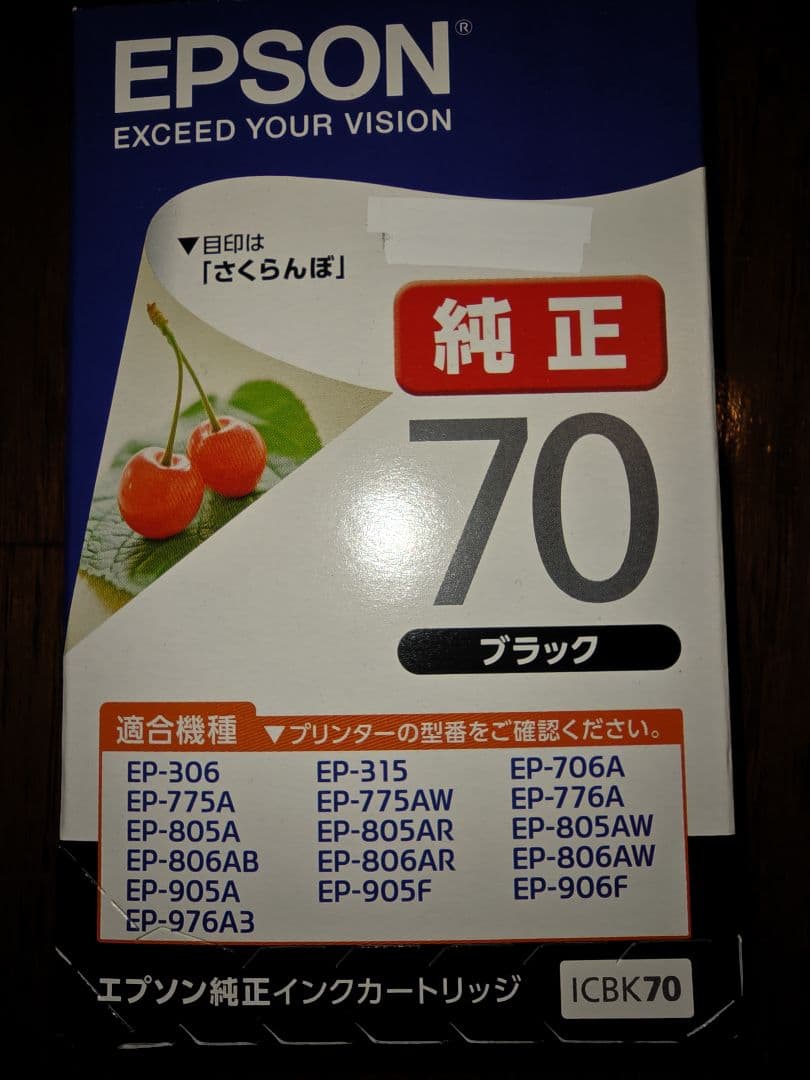 EPSON®
EXCEED YOUR VISION
▼目印は
「さくらんぼ」
純正
70
ブラック
適合機種 ▼プリンターの型番をご確認ください。
EP-306 EP-315 EP-706A
EP-775A EP-775AW EP-776A
EP-805A EP-805AR EP-805AW
EP-806AB EP-806AR EP-806AW
EP-905A EP-905F EP-906F
EP-976A3
エプソン純正インクカートリッジ ICBK70